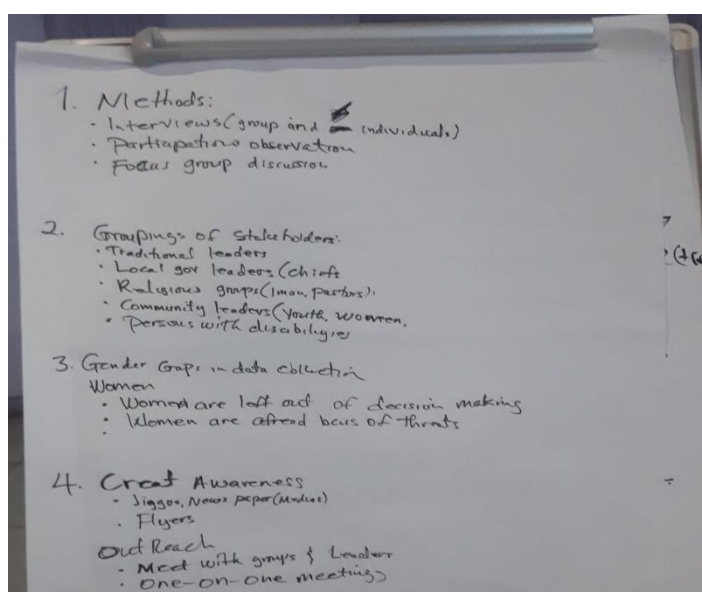 1. Methods:
• Interviews (group and individuals)
• Participations observation
• Focus group discussion
2. Groupings of Stakeholders:
• Traditional leaders
• Local gov leaders (chiefs
• Religious groups (Iman, pastors).
• Community leaders (Youth, women,
• Persons with disabilities
3. Gender Gaps in data collection
Women
• Women are left out of decision making
• Women are afread bcus of threats
•
4. Creat Awareness
• Jiggos, News peper (Medias)
• Flyers
Out Reach
• Meet with groups & Leaders
• One-on-one meetings